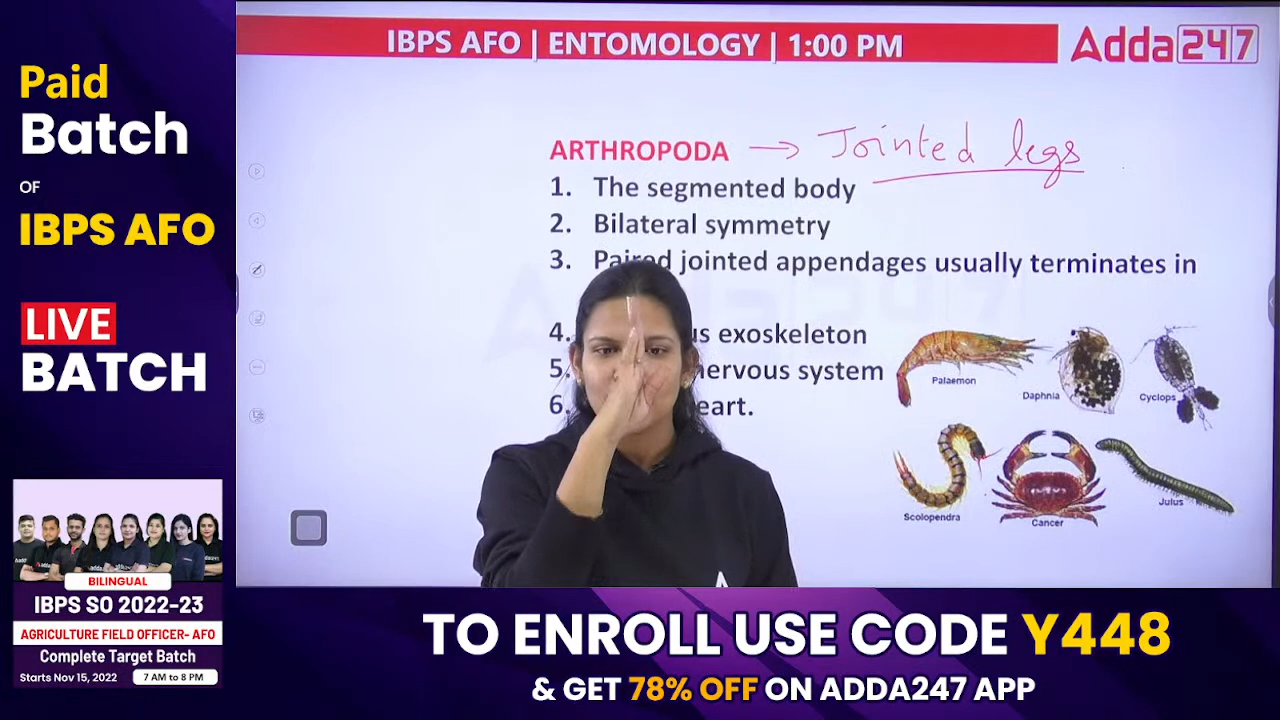 Paid
Batch
OF
IBPS AFO
LIVE
BATCH
BILINGUAL
IBPS SO 2022-23
AGRICULTURE FIELD OFFICER- AFO
Complete Target Batch
Starts Nov 15, 2022 7 AM to 8 PM
IBPS AFO | ENTOMOLOGY | 1:00 PM
Adda247
ARTHROPODA → Jointed legs
1. The segmented body
2. Bilateral symmetry
3. Paired jointed appendages usually terminates in
4. exoskeleton
5. nervous system
6.
Palaemon
Daphnia
Cyclops
Scolopendra
Cancer
Julus
TO ENROLL USE CODE Y448
& GET 78% OFF ON ADDA247 APP